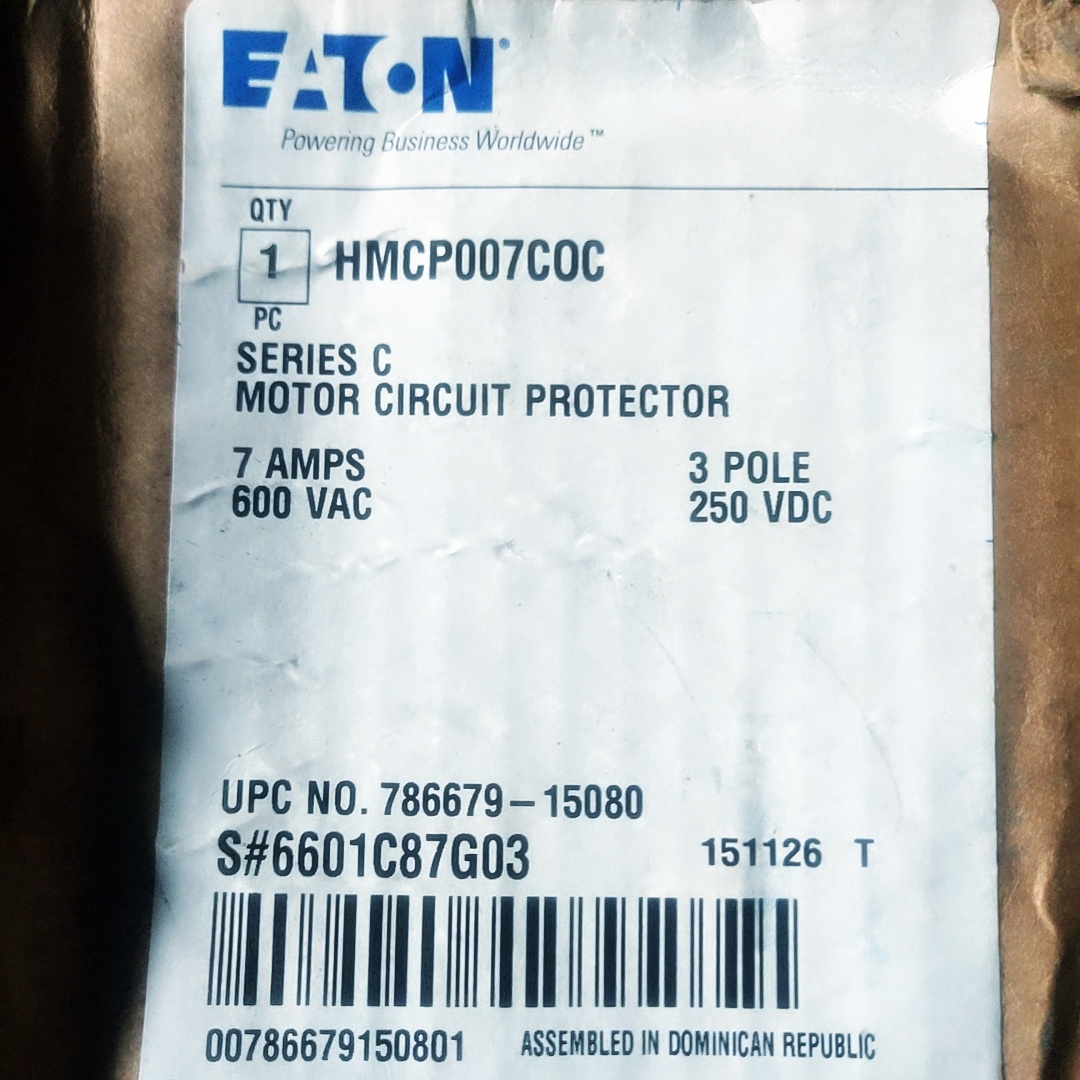 EATON®
Powering Business Worldwide™
QTY
1 HMCP007COC
PC
SERIES C
MOTOR CIRCUIT PROTECTOR
7 AMPS 3 POLE
600 VAC 250 VDC
UPC NO. 786679-15080
S#6601C87G03 151126 T
00786679150801 ASSEMBLED IN DOMINICAN REPUBLIC